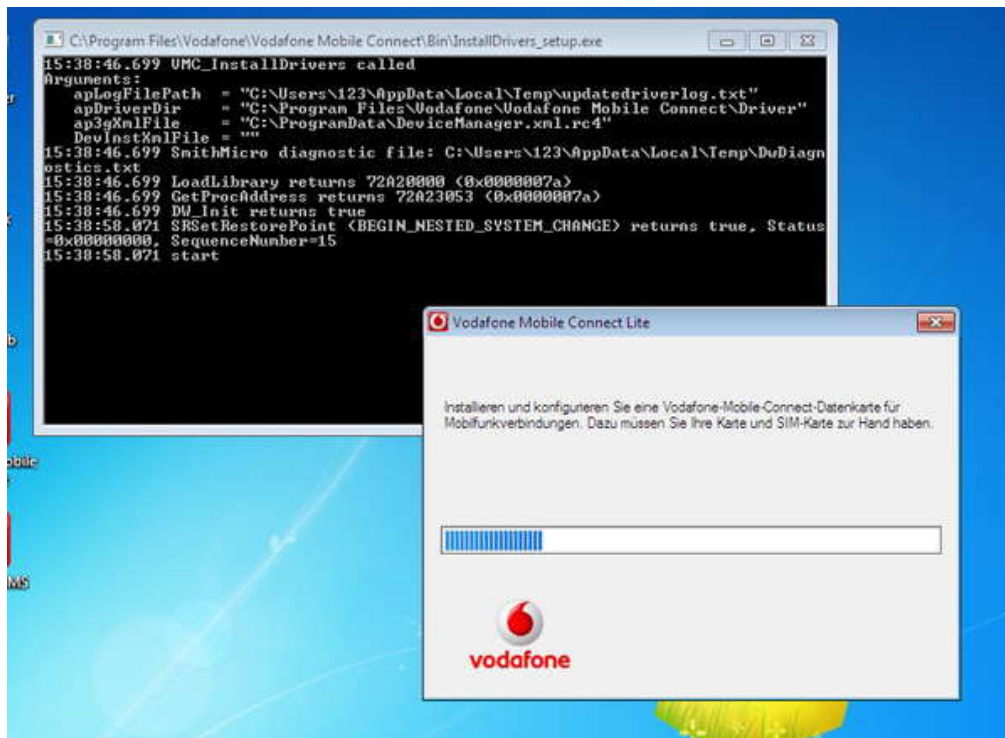 C:\Program Files\Vodafone\Vodafone Mobile Connect\Bin\InstallDrivers_setup.exe
15:38:46.699 VMC_InstallDrivers called
Arguments:
apLogFilePath = "C:\Users\123\AppData\Local\Temp\updatedriverlog.txt"
apDriverDir = "C:\Program Files\Vodafone\Vodafone Mobile Connect\Driver"
ap3gXmlFile = "C:\ProgramData\DeviceManager.xml.rc4"
DevInstXmlFile = ""
15:38:46.699 SmithMicro diagnostic file: C:\Users\123\AppData\Local\Temp\DwDiagn
ostics.txt
15:38:46.699 LoadLibrary returns 72A20000 (0x0000007a)
15:38:46.699 GetProcAddress returns 72A23053 (0x0000007a)
15:38:46.699 DW_Init returns true
15:38:58.071 SRSetRestorePoint (BEGIN_NESTED_SYSTEM_CHANGE) returns true, Status
=0x00000000, SequenceNumber=15
15:38:58.071 start
Vodafone Mobile Connect Lite
Installieren und konfigurieren Sie eine Vodafone-Mobile-Connect-Datenkarte für
Mobilfunkverbindungen. Dazu müssen Sie Ihre Karte und SIM-Karte zur Hand haben.
vodafone